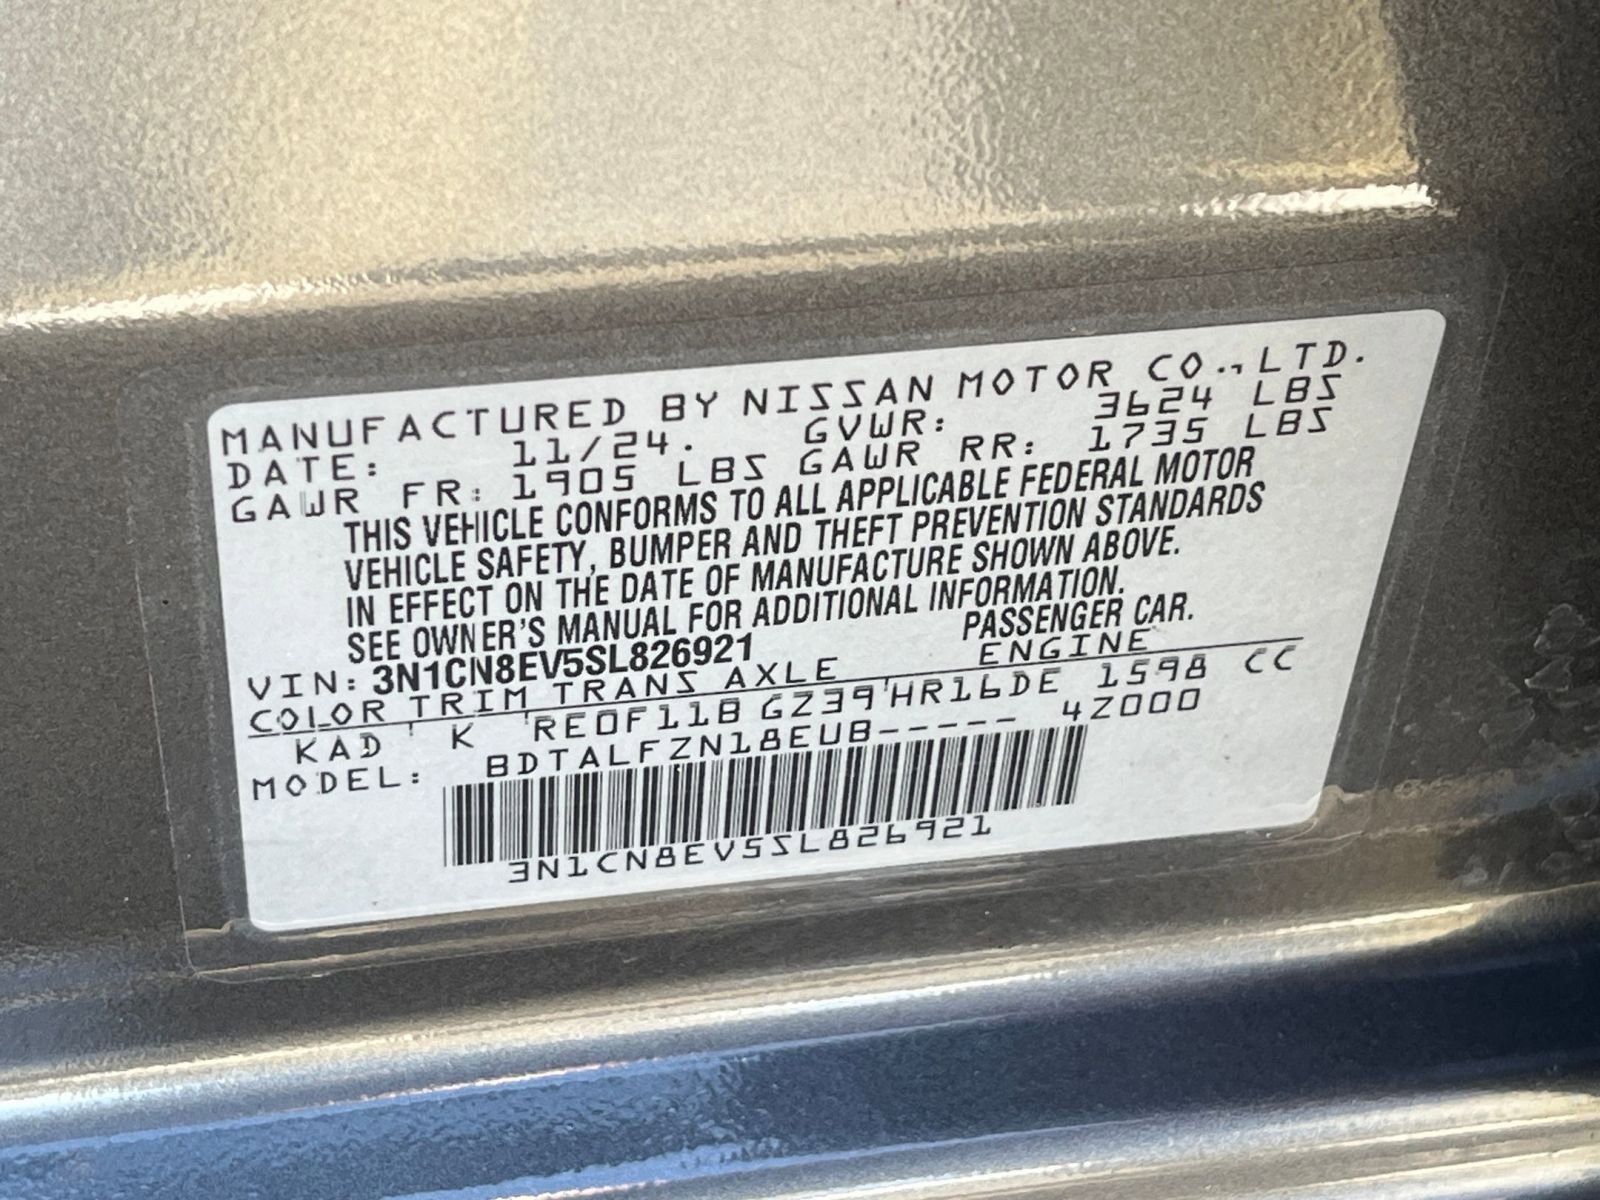 MANUFACTURED BY NISSAN MOTOR CO., LTD.
DATE: 11/24. GVWR: 3624 LBS
GAWR FR: 1905 LBS GAWR RR: 1735 LBS
THIS VEHICLE CONFORMS TO ALL APPLICABLE FEDERAL MOTOR
VEHICLE SAFETY, BUMPER AND THEFT PREVENTION STANDARDS
IN EFFECT ON THE DATE OF MANUFACTURE SHOWN ABOVE.
SEE OWNER'S MANUAL FOR ADDITIONAL INFORMATION.
VIN: 3N1CN8EV5SL826921 PASSENGER CAR.
COLOR TRIM TRANS AXLE ENGINE
KAD K RE0F11B GZ39 HR16DE 1598 CC
MODEL: BDTALFZN18EUB----- 4Z000
3N1CN8EV5SL826921